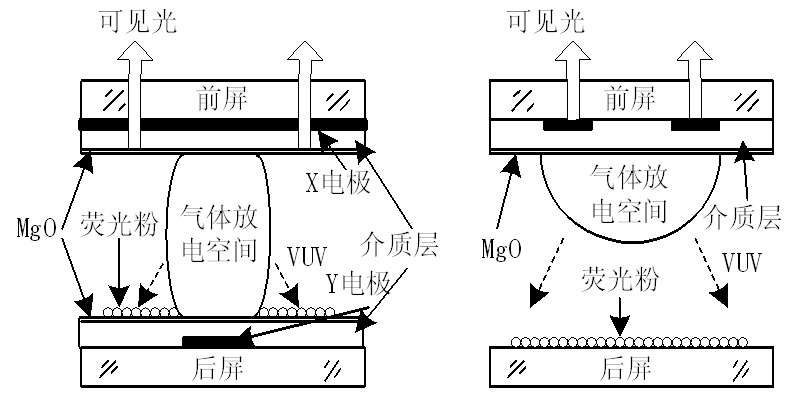 可见光
前屏
X电极
MgO
荧光粉
气体放
电空间
介质层
VUV
Y电极
后屏
可见光
前屏
气体放
电空间
介质层
MgO
VUV
荧光粉
后屏